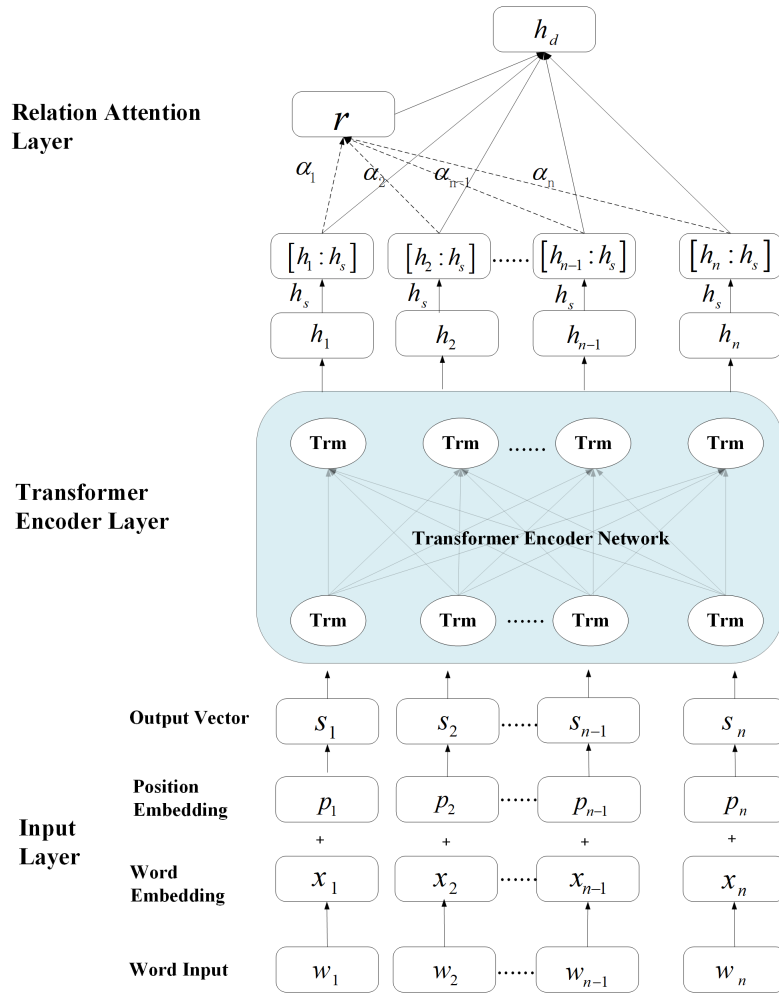 h_d
Relation Attention
Layer
r
α_1 α_2 α_{n-1} α_n
[h_1 : h_s] [h_2 : h_s] ······ [h_{n-1} : h_s] [h_n : h_s]
h_s h_s h_s h_s
h_1 h_2 h_{n-1} h_n
Trm Trm ...... Trm Trm
Transformer
Encoder Layer
Transformer Encoder Network
Trm Trm ...... Trm Trm
Output Vector s_1 s_2 ...... s_{n-1} s_n
Position
Embedding
p_1 p_2 ...... p_{n-1} p_n
Input
Layer
+ + + +
Word
Embedding
x_1 x_2 ...... x_{n-1} x_n
Word Input w_1 w_2 ...... w_{n-1} w_n